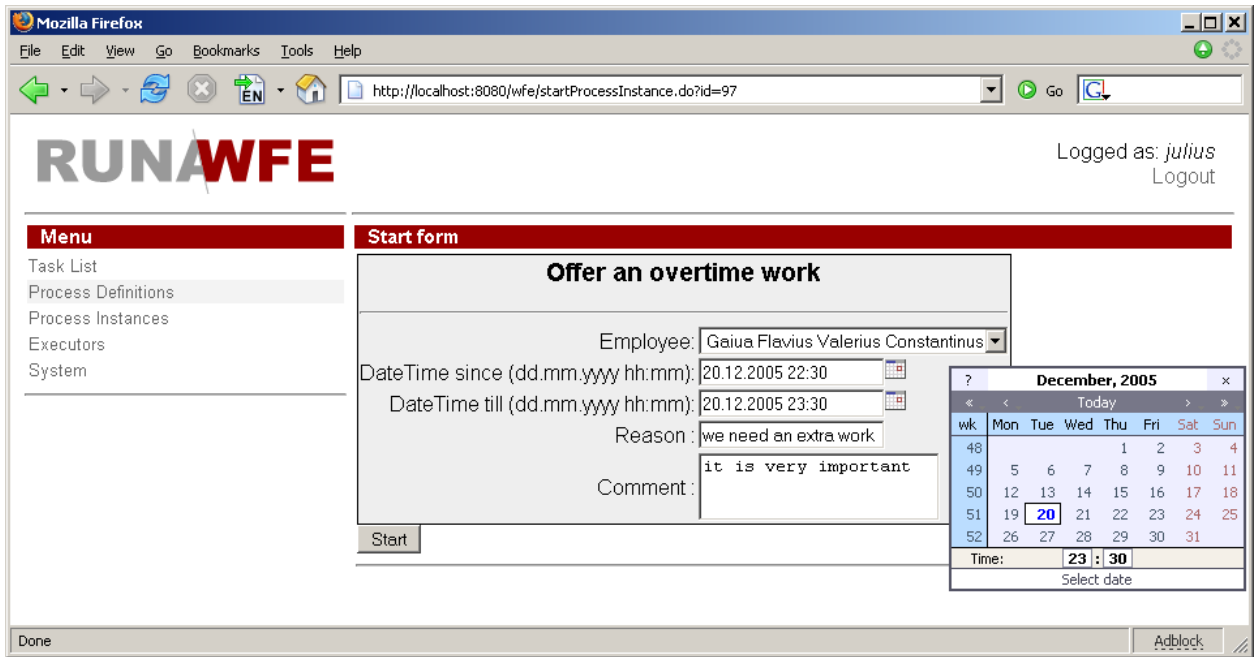 Mozilla Firefox
File Edit View Go Bookmarks Tools Help
EN http://localhost:8080/wfe/startProcessInstance.do?id=97 Go G
RUNAWFE
Logged as: julius
Logout
Menu
Task List
Process Definitions
Process Instances
Executors
System
Start form
Offer an overtime work
Employee: Gaiua Flavius Valerius Constantinus
DateTime since (dd.mm.yyyy hh:mm): 20.12.2005 22:30
DateTime till (dd.mm.yyyy hh:mm): 20.12.2005 23:30
Reason : we need an extra work
Comment : it is very important
Start
? December, 2005 ×
« ‹ Today › »
wk Mon Tue Wed Thu Fri Sat Sun
48 1 2 3 4
49 5 6 7 8 9 10 11
50 12 13 14 15 16 17 18
51 19 20 21 22 23 24 25
52 26 27 28 29 30 31
Time: 23 : 30
Select date
Done Adblock